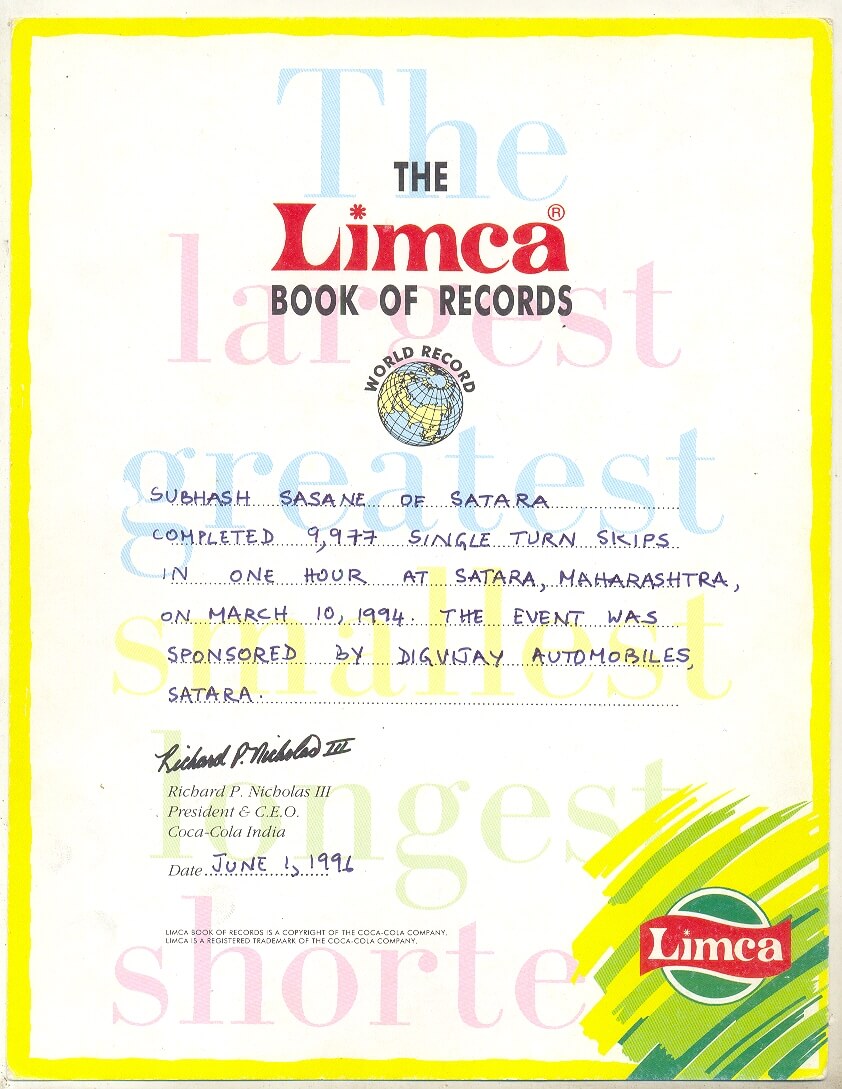 The
THE
Limca®
largest
BOOK OF RECORDS
WORLD RECORD
greatest
SUBHASH SASANE OF SATARA
COMPLETED 9,977 SINGLE TURN SKIPS
IN ONE HOUR AT SATARA, MAHARASHTRA,
ON MARCH 10, 1994. THE EVENT WAS
smallest
SPONSORED BY DIGVIJAY AUTOMOBILES,
SATARA.
Richard P. Nicholas III
Richard P. Nicholas III
President & C.E.O.
longest
Coca-Cola India
Date JUNE 1, 1996
LIMCA BOOK OF RECORDS IS A COPYRIGHT OF THE COCA-COLA COMPANY.
LIMCA IS A REGISTERED TRADEMARK OF THE COCA-COLA COMPANY.
Limca
shorte